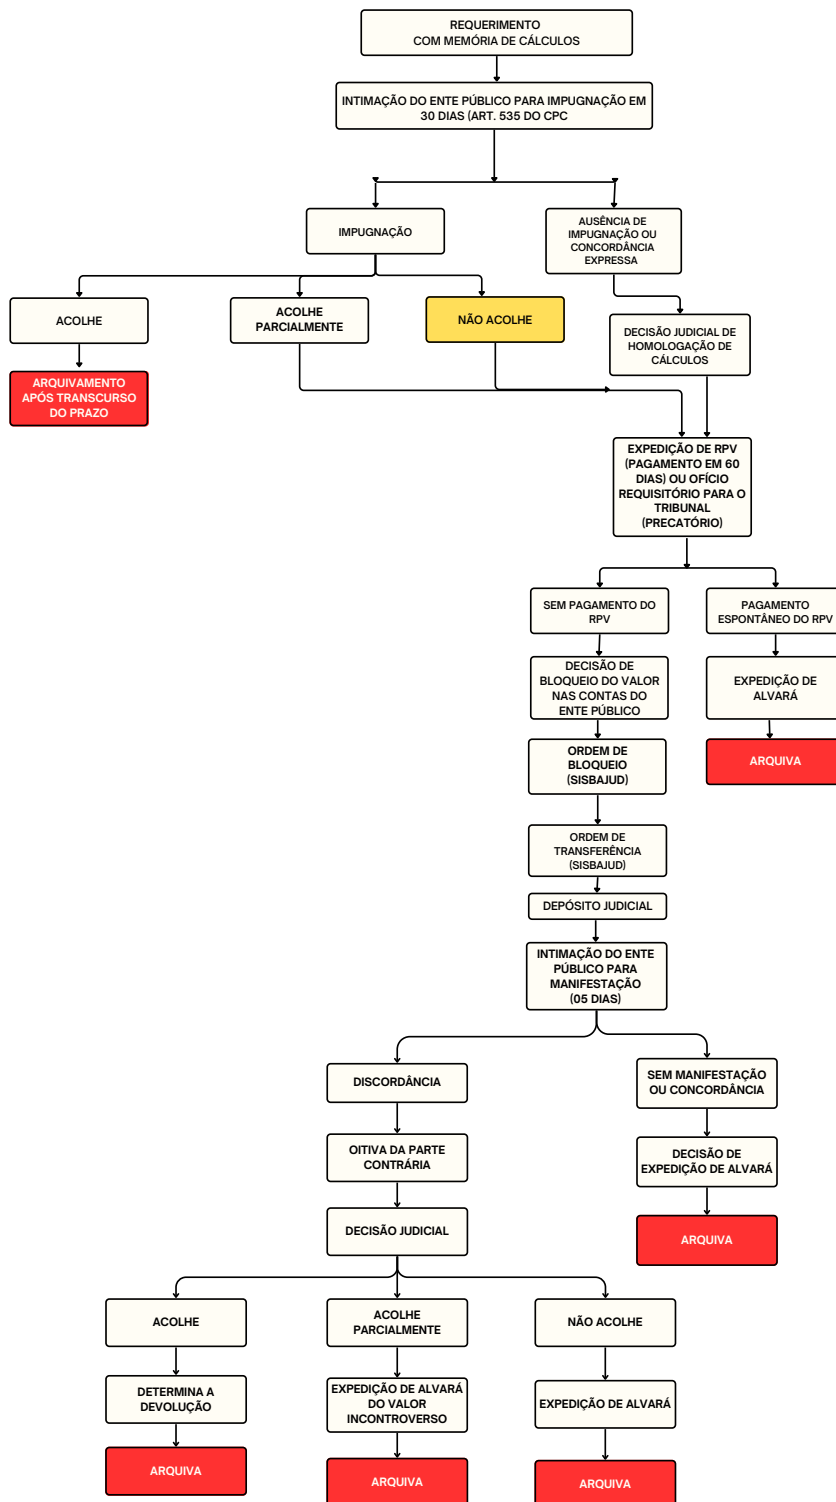 REQUERIMENTO
COM MEMÓRIA DE CÁLCULOS
INTIMAÇÃO DO ENTE PÚBLICO PARA IMPUGNAÇÃO EM
30 DIAS (ART. 535 DO CPC
IMPUGNAÇÃO
AUSÊNCIA DE
IMPUGNAÇÃO OU
CONCORDÂNCIA
EXPRESSA
ACOLHE
ACOLHE
PARCIALMENTE
NÃO ACOLHE
DECISÃO JUDICIAL DE
HOMOLOGAÇÃO DE
CÁLCULOS
ARQUIVAMENTO
APÓS TRANSCURSO
DO PRAZO
EXPEDIÇÃO DE RPV
(PAGAMENTO EM 60
DIAS) OU OFÍCIO
REQUISITÓRIO PARA O
TRIBUNAL
(PRECATÓRIO)
SEM PAGAMENTO DO
RPV
PAGAMENTO
ESPONTÂNEO DO RPV
DECISÃO DE
BLOQUEIO DO VALOR
NAS CONTAS DO
ENTE PÚBLICO
EXPEDIÇÃO DE
ALVARÁ
ORDEM DE
BLOQUEIO
(SISBAJUD)
ARQUIVA
ORDEM DE
TRANSFERÊNCIA
(SISBAJUD)
DEPÓSITO JUDICIAL
INTIMAÇÃO DO ENTE
PÚBLICO PARA
MANIFESTAÇÃO
(05 DIAS)
DISCORDÂNCIA
SEM MANIFESTAÇÃO
OU CONCORDÂNCIA
OITIVA DA PARTE
CONTRÁRIA
DECISÃO DE
EXPEDIÇÃO DE ALVARÁ
DECISÃO JUDICIAL
ARQUIVA
ACOLHE
ACOLHE
PARCIALMENTE
NÃO ACOLHE
DETERMINA A
DEVOLUÇÃO
EXPEDIÇÃO DE ALVARÁ
DO VALOR
INCONTROVERSO
EXPEDIÇÃO DE ALVARÁ
ARQUIVA
ARQUIVA
ARQUIVA